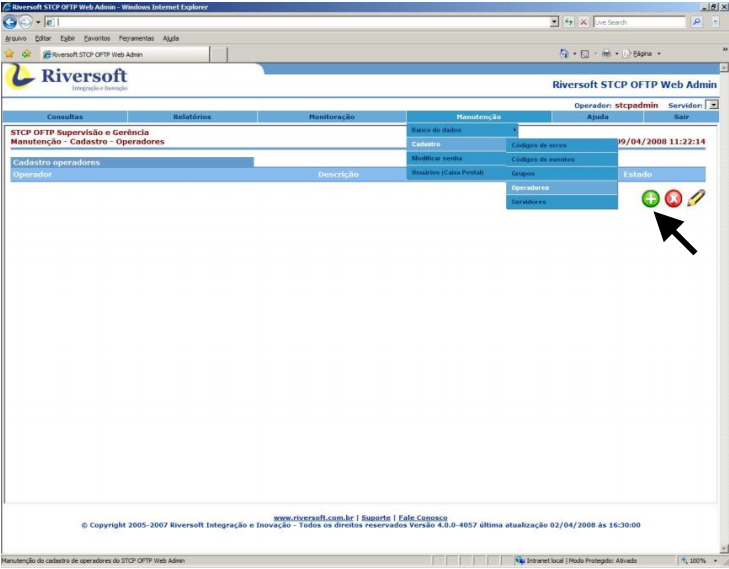 Riversoft STCP OFTP Web Admin - Windows Internet Explorer
Live Search
Arquivo Editar Exibir Favoritos Ferramentas Ajuda
Riversoft STCP OFTP Web Admin
Página
Riversoft
Integração e Inovação
Riversoft STCP OFTP Web Admin
Operador: stcpadmin Servidor:
Consultas Relatórios Monitoração Manutenção Ajuda Sair
STCP OFTP Supervisão e Gerência
Manutenção - Cadastro - Operadores
09/04/2008 11:22:14
Banco de dados
Cadastro
Modificar senha
Usuários (Caixa Postal)
Códigos de erros
Códigos de eventos
Grupos
Operadores
Servidores
Cadastro operadores
Operador Descrição Estado
www.riversoft.com.br | Suporte | Fale Conosco
© Copyright 2005-2007 Riversoft Integração e Inovação - Todos os direitos reservados Versão 4.0.0-4057 última atualização 02/04/2008 às 16:30:00
Manutenção do cadastro de operadores do STCP OFTP Web Admin
Intranet local | Modo Protegido: Ativado
100%